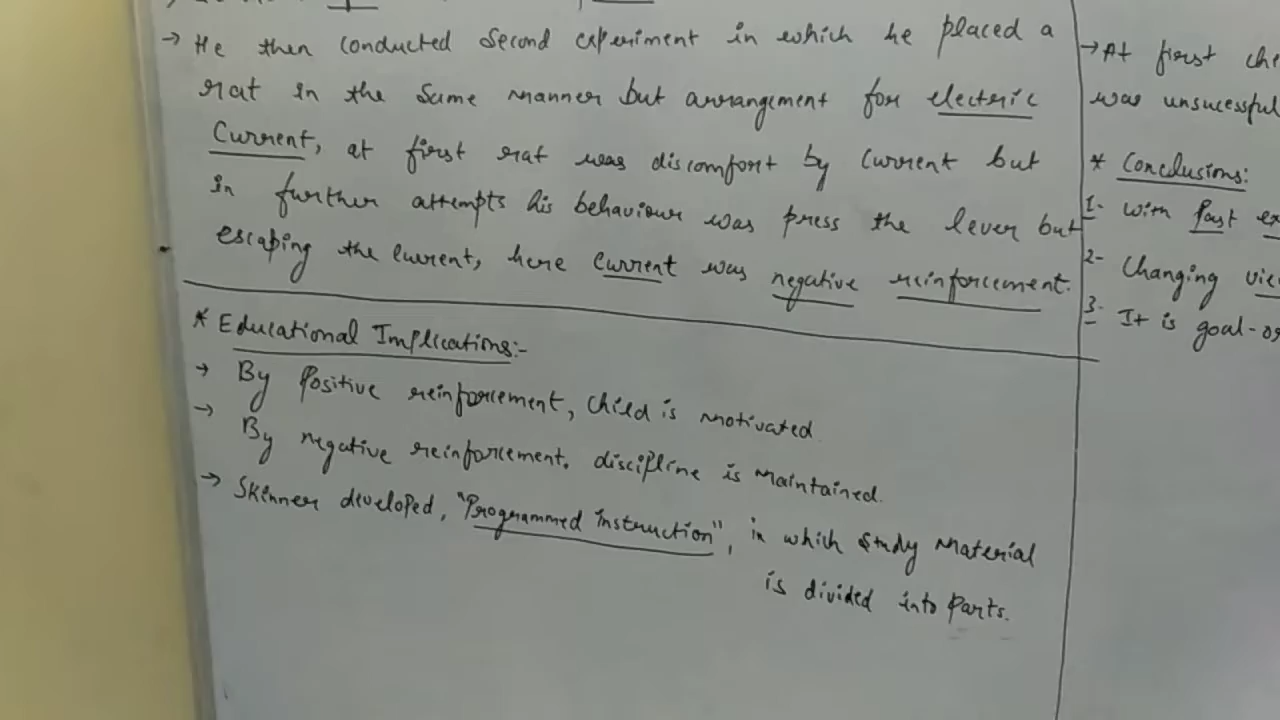 → He then conducted second experiment in which he placed a
rat in the same manner but arrangement for electric
current, at first rat was discomfort by current but
in further attempts his behaviour was press the lever but
escaping the current, here current was negative reinforcement.
* Educational Implications:-
→ By Positive reinforcement, child is motivated.
→ By negative reinforcement. discipline is maintained.
→ Skinner developed, "Programmed instruction", in which study material
is divided into parts.
→ At first
was unsucessful
* Conclusions:
1- with Past
2- Changing
3- It is goal-